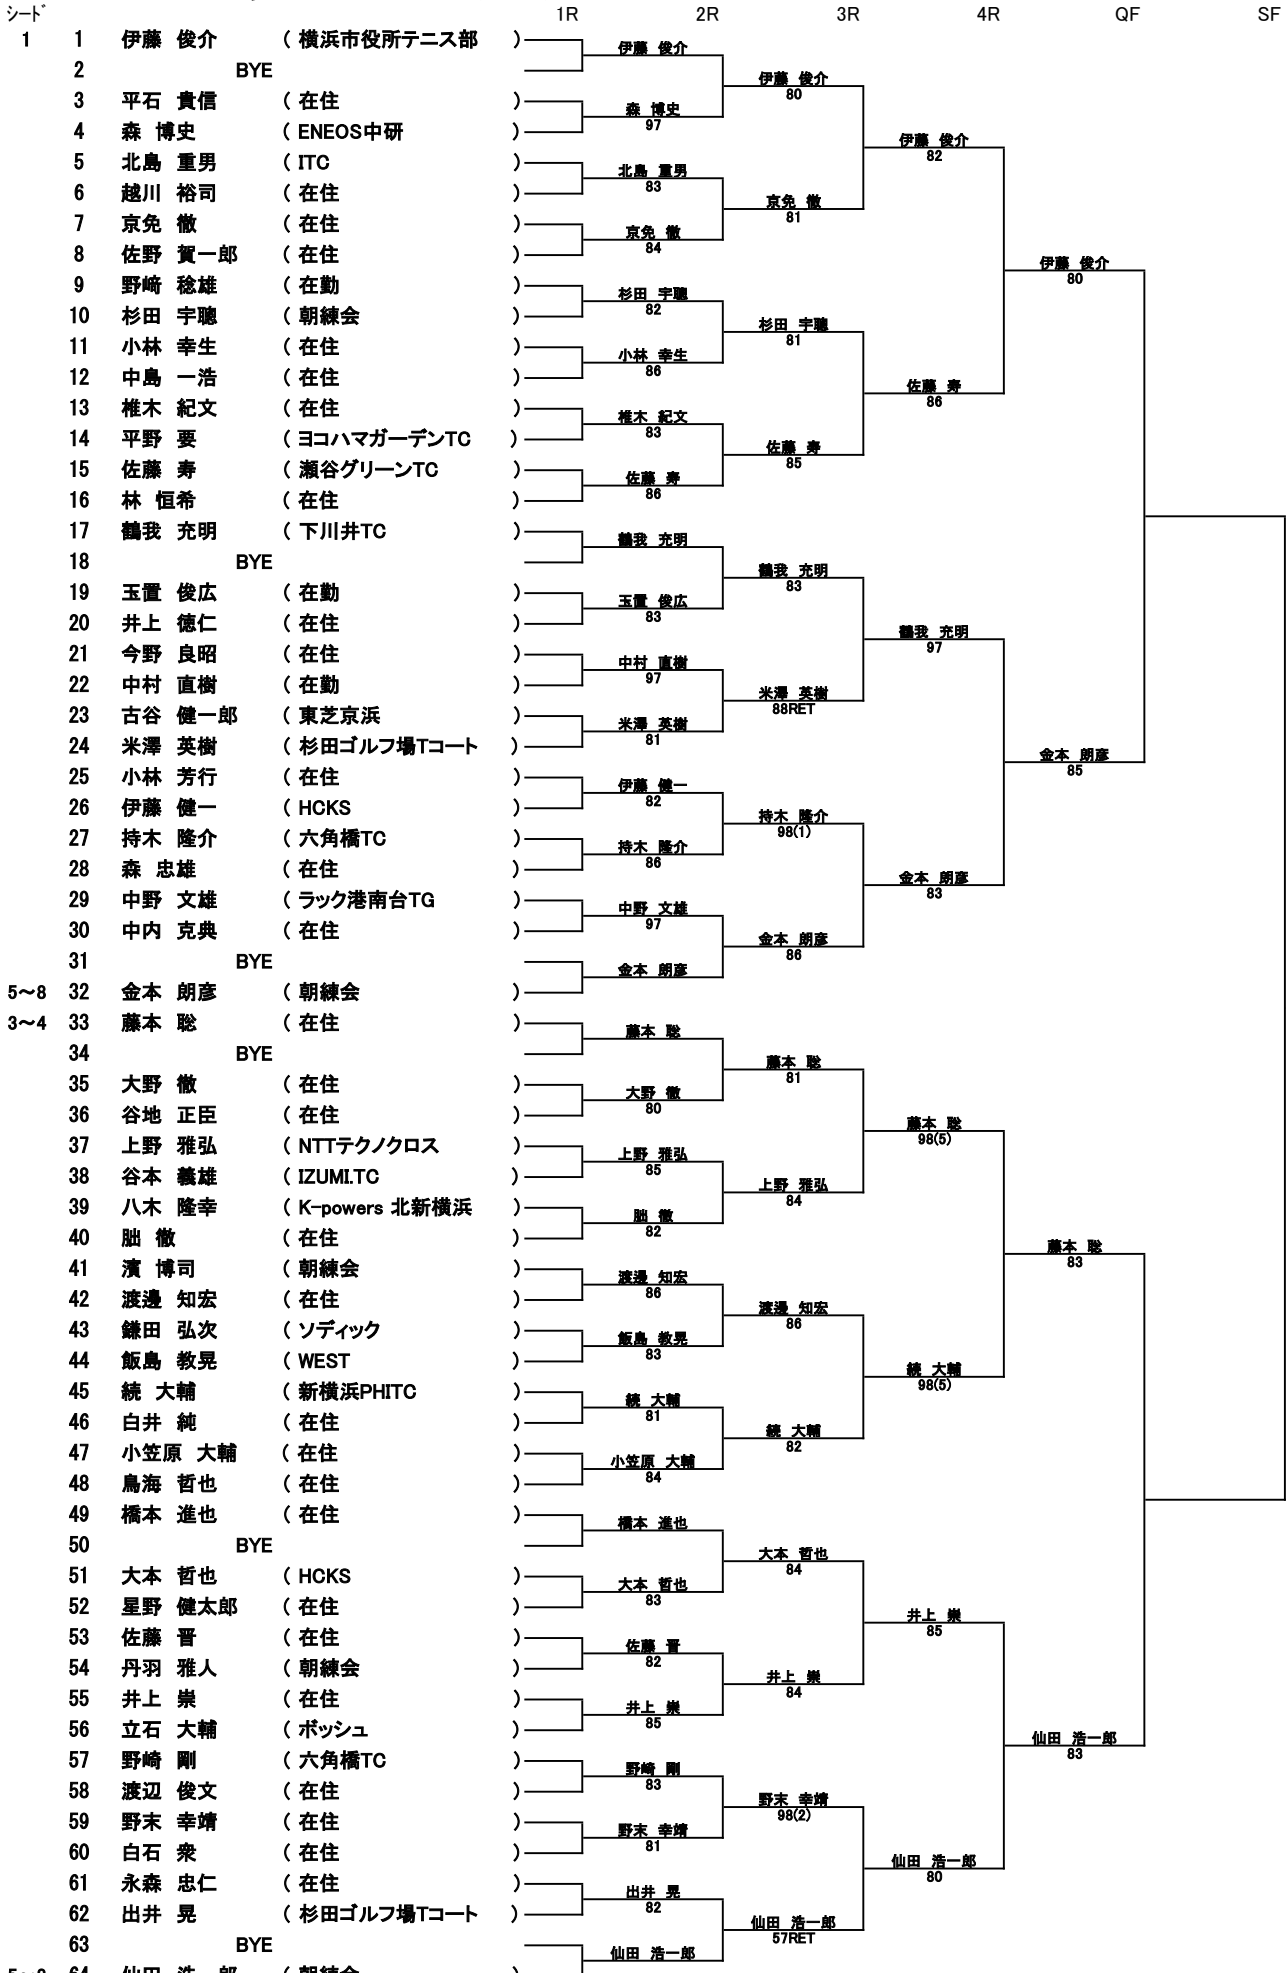 シード 1R 2R 3R 4R QF SF
1 1 伊藤 俊介 ( 横浜市役所テニス部 )
伊藤 俊介
2 BYE
伊藤 俊介
80
3 平石 貴信 ( 在住 )
森 博史
97
4 森 博史 ( ENEOS中研 )
伊藤 俊介
82
5 北島 重男 ( ITC )
北島 重男
83
6 越川 裕司 ( 在住 )
京免 徹
81
7 京免 徹 ( 在住 )
京免 徹
84
8 佐野 賀一郎 ( 在住 )
伊藤 俊介
80
9 野﨑 稔雄 ( 在勤 )
杉田 宇聰
82
10 杉田 宇聰 ( 朝練会 )
杉田 宇聰
81
11 小林 幸生 ( 在住 )
小林 幸生
86
12 中島 一浩 ( 在住 )
佐藤 寿
86
13 椎木 紀文 ( 在住 )
椎木 紀文
83
14 平野 要 ( ヨコハマガーデンTC )
佐藤 寿
85
15 佐藤 寿 ( 瀬谷グリーンTC )
佐藤 寿
86
16 林 恒希 ( 在住 )
17 鶴我 充明 ( 下川井TC )
鶴我 充明
18 BYE
鶴我 充明
83
19 玉置 俊広 ( 在勤 )
玉置 俊広
83
20 井上 徳仁 ( 在住 )
鶴我 充明
97
21 今野 良昭 ( 在住 )
中村 直樹
97
22 中村 直樹 ( 在勤 )
米澤 英樹
88RET
23 古谷 健一郎 ( 東芝京浜 )
米澤 英樹
81
24 米澤 英樹 ( 杉田ゴルフ場Tコート )
金本 朗彦
85
25 小林 芳行 ( 在住 )
伊藤 健一
82
26 伊藤 健一 ( HCKS )
持木 隆介
98(1)
27 持木 隆介 ( 六角橋TC )
持木 隆介
86
28 森 忠雄 ( 在住 )
金本 朗彦
83
29 中野 文雄 ( ラック港南台TG )
中野 文雄
97
30 中内 克典 ( 在住 )
金本 朗彦
86
31 BYE
金本 朗彦
5～8 32 金本 朗彦 ( 朝練会 )
3～4 33 藤本 聡 ( 在住 )
藤本 聡
34 BYE
藤本 聡
81
35 大野 徹 ( 在住 )
大野 徹
80
36 谷地 正臣 ( 在住 )
藤本 聡
98(5)
37 上野 雅弘 ( NTTテクノクロス )
上野 雅弘
85
38 谷本 義雄 ( IZUMI.TC )
上野 雅弘
84
39 八木 隆幸 ( K-powers 北新横浜 )
朏 徹
82
40 朏 徹 ( 在住 )
藤本 聡
83
41 濱 博司 ( 朝練会 )
渡邊 知宏
86
42 渡邊 知宏 ( 在住 )
渡邊 知宏
86
43 鎌田 弘次 ( ソディック )
飯島 教晃
83
44 飯島 教晃 ( WEST )
続 大輔
98(5)
45 続 大輔 ( 新横浜PHITC )
続 大輔
81
46 白井 純 ( 在住 )
続 大輔
82
47 小笠原 大輔 ( 在住 )
小笠原 大輔
84
48 鳥海 哲也 ( 在住 )
49 橋本 進也 ( 在住 )
橋本 進也
50 BYE
大本 哲也
84
51 大本 哲也 ( HCKS )
大本 哲也
83
52 星野 健太郎 ( 在住 )
井上 崇
85
53 佐藤 晋 ( 在住 )
佐藤 晋
82
54 丹羽 雅人 ( 朝練会 )
井上 崇
84
55 井上 崇 ( 在住 )
井上 崇
85
56 立石 大輔 ( ボッシュ )
仙田 浩一郎
83
57 野崎 剛 ( 六角橋TC )
野崎 剛
83
58 渡辺 俊文 ( 在住 )
野末 幸靖
98(2)
59 野末 幸靖 ( 在住 )
野末 幸靖
81
60 白石 衆 ( 在住 )
仙田 浩一郎
80
61 永森 忠仁 ( 在住 )
出井 晃
82
62 出井 晃 ( 杉田ゴルフ場Tコート )
仙田 浩一郎
57RET
63 BYE
仙田 浩一郎
64 仙田 浩一郎 ( 朝練会 )